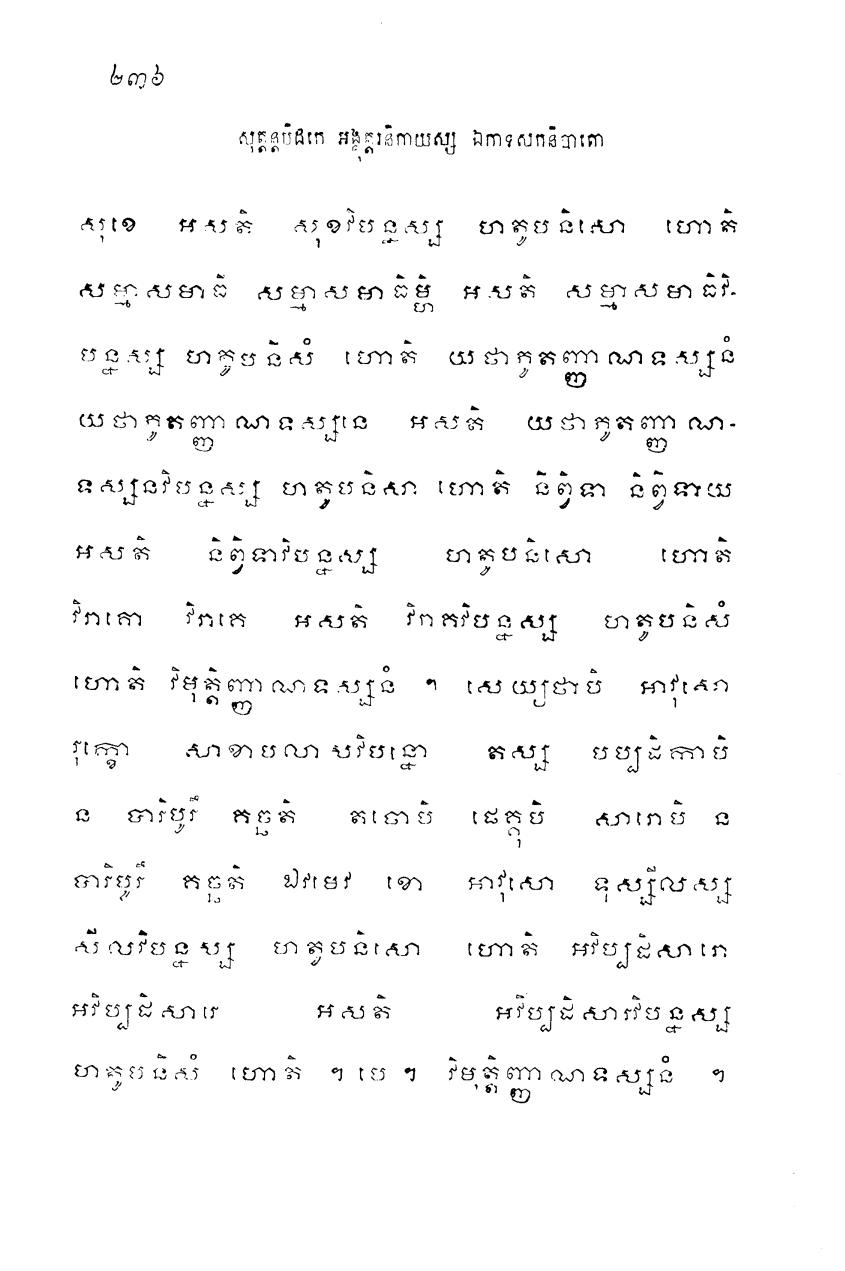 ២៣៦
សុត្តន្តបិដកេ អង្គុត្តរនិកាយស្ស ឯកាទសកនិបាតោ
សុខេ អសតិ សុខវិបន្នស្ស ហតូបនិសោ ហោតិ
សម្មាសមាធិ សម្មាសមាធិម្ហិ អសតិ សម្មាសមាធិវិ-
បន្នស្ស ហតូបនិសំ ហោតិ យថាភូតញ្ញាណទស្សនំ
យថាភូតញ្ញាណទស្សនេ អសតិ យថាភូតញ្ញាណ-
ទស្សនវិបន្នស្ស ហតូបនិសា ហោតិ និព្វិទា និព្វិទាយ
អសតិ និព្វិទាវិបន្នស្ស ហតូបនិសោ ហោតិ
វិរាគោ វិរាគេ អសតិ វិរាគវិបន្នស្ស ហតូបនិសំ
ហោតិ វិមុត្តិញ្ញាណទស្សនំ ។ សេយ្យថាបិ អាវុសោ
រុក្ខោ សាខាបលាសវិបន្នោ តស្ស បប្បដិកាបិ
ន បារិបូរឹ គច្ឆតិ តចោបិ ផេគ្គុបិ សារោបិ ន
បារិបូរឹ គច្ឆតិ ឯវមេវ ខោ អាវុសោ ទុស្សីលស្ស
សីលវិបន្នស្ស ហតូបនិសោ ហោតិ អវិប្បដិសារោ
អវិប្បដិសារេ អសតិ អវិប្បដិសារវិបន្នស្ស
ហតូបនិសំ ហោតិ ។ បេ ។ វិមុត្តិញ្ញាណទស្សនំ ។